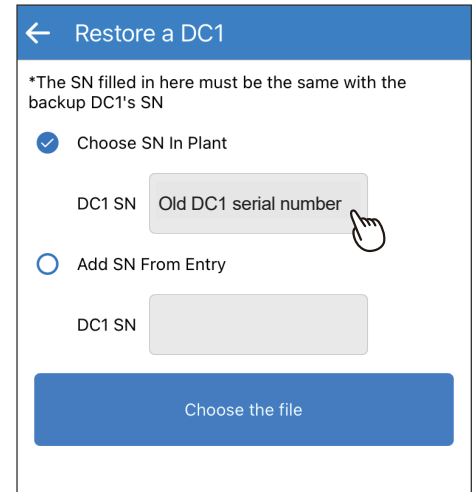 Restore a DC1
*The SN filled in here must be the same with the
backup DC1's SN
Choose SN In Plant
DC1 SN Old DC1 serial number
Add SN From Entry
DC1 SN
Choose the file